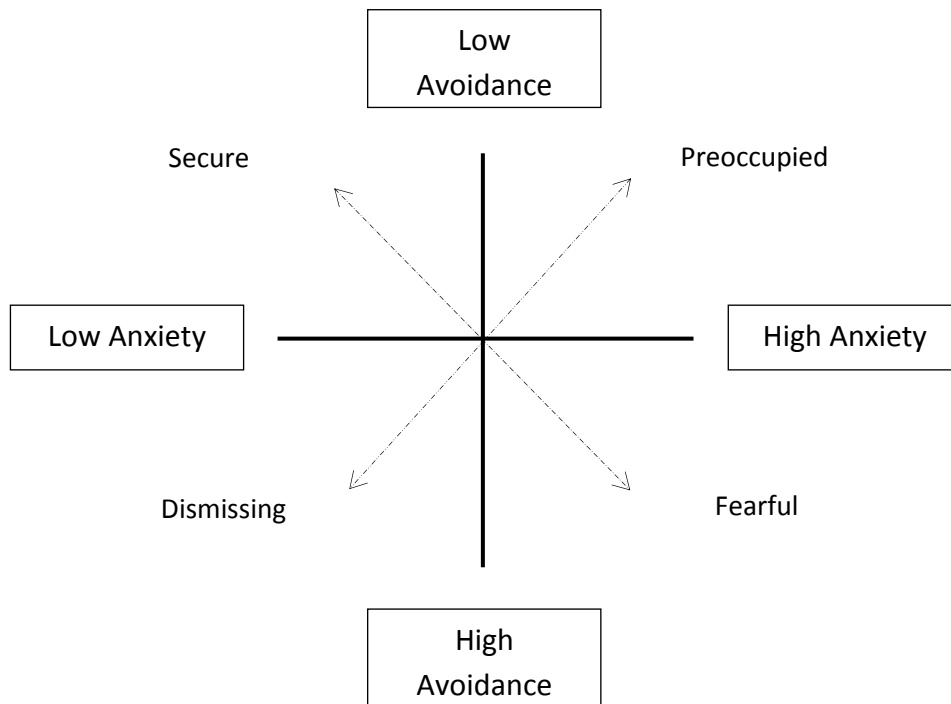 Low
Avoidance
Secure
Preoccupied
Low Anxiety
High Anxiety
Dismissing
Fearful
High
Avoidance